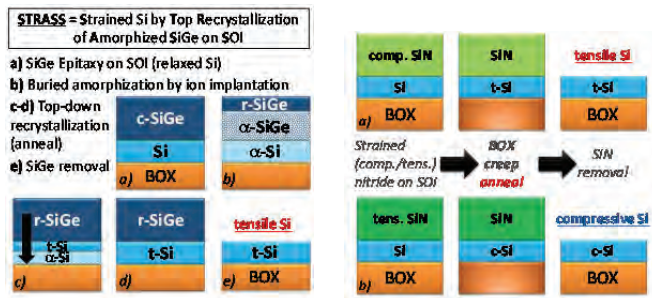 STRASS = Strained Si by Top Recrystallization
of Amorphized SiGe on SOI
a) SiGe Epitaxy on SOI (relaxed Si)
b) Buried amorphization by ion implantation
c-d) Top-down
recrystallization
(anneal)
e) SiGe removal
c-SiGe
Si
a) BOX
r-SiGe
α-SiGe
α-Si
b)
r-SiGe
t-Si
α-Si
c)
r-SiGe
t-Si
d)
tensile Si
t-Si
e) BOX
comp. SiN
Si
BOX
a)
SiN
t-Si
tensile Si
t-Si
BOX
Strained
(comp./tens.)
nitride on SOI
BOX
creep
anneal
SiN
removal
tens. SiN
Si
BOX
b)
SiN
c-Si
compressive Si
c-Si
BOX